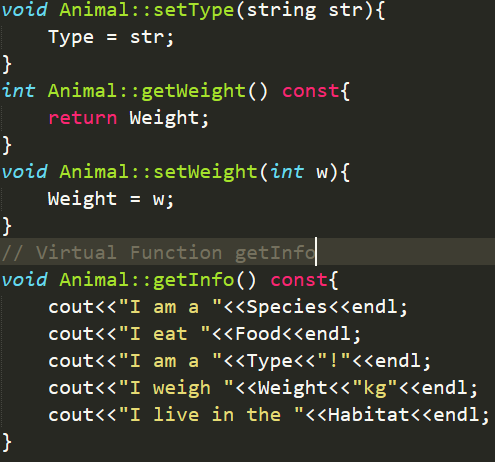 void Animal::setType(string str){
    Type = str;
}
int Animal::getWeight() const{
    return Weight;
}
void Animal::setWeight(int w){
    Weight = w;
}
// Virtual Function getInfo
void Animal::getInfo() const{
    cout<<"I am a "<<Species<<endl;
    cout<<"I eat "<<Food<<endl;
    cout<<"I am a "<<Type<<"!"<<endl;
    cout<<"I weigh "<<Weight<<"kg"<<endl;
    cout<<"I live in the "<<Habitat<<endl;
}